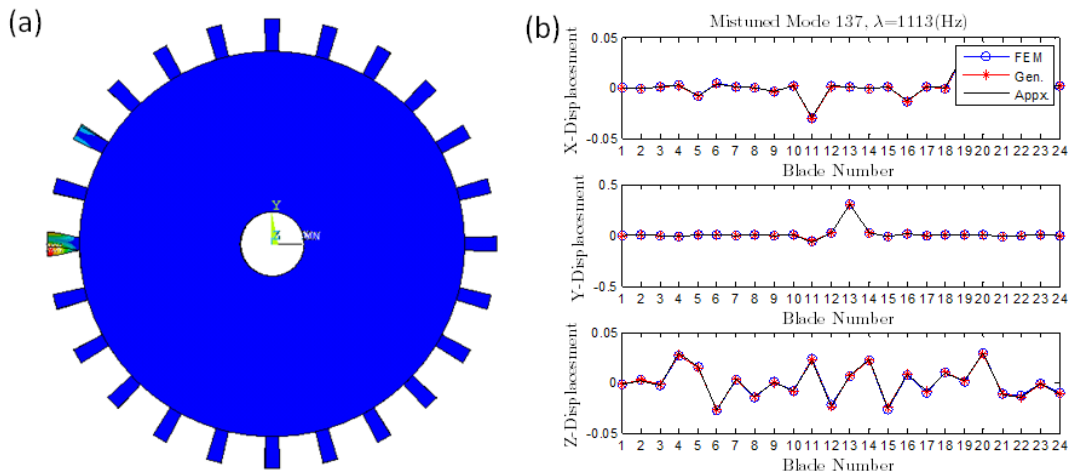 (a)
Y
Z
MN
(b)
Mistuned Mode 137, λ=1113(Hz)
X-Displacesment
0.05
0
-0.05
FEM
Gen.
Appx.
1 2 3 4 5 6 7 8 9 10 11 12 13 14 15 16 17 18 19 20 21 22 23 24
Blade Number
Y-Displacesment
0.5
0
-0.5
1 2 3 4 5 6 7 8 9 10 11 12 13 14 15 16 17 18 19 20 21 22 23 24
Blade Number
Z-Displacesment
0.05
0
-0.05
1 2 3 4 5 6 7 8 9 10 11 12 13 14 15 16 17 18 19 20 21 22 23 24
Blade Number